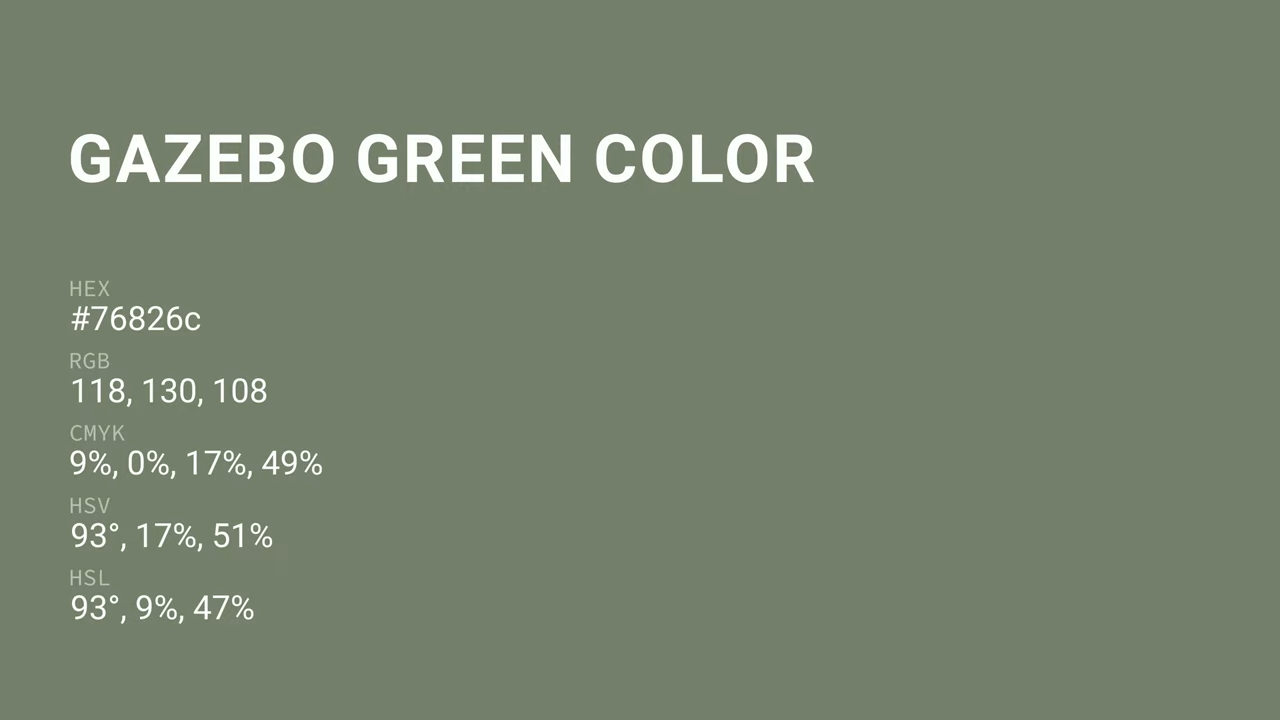 GAZEBO GREEN COLOR
HEX
#76826c
RGB
118, 130, 108
CMYK
9%, 0%, 17%, 49%
HSV
93°, 17%, 51%
HSL
93°, 9%, 47%